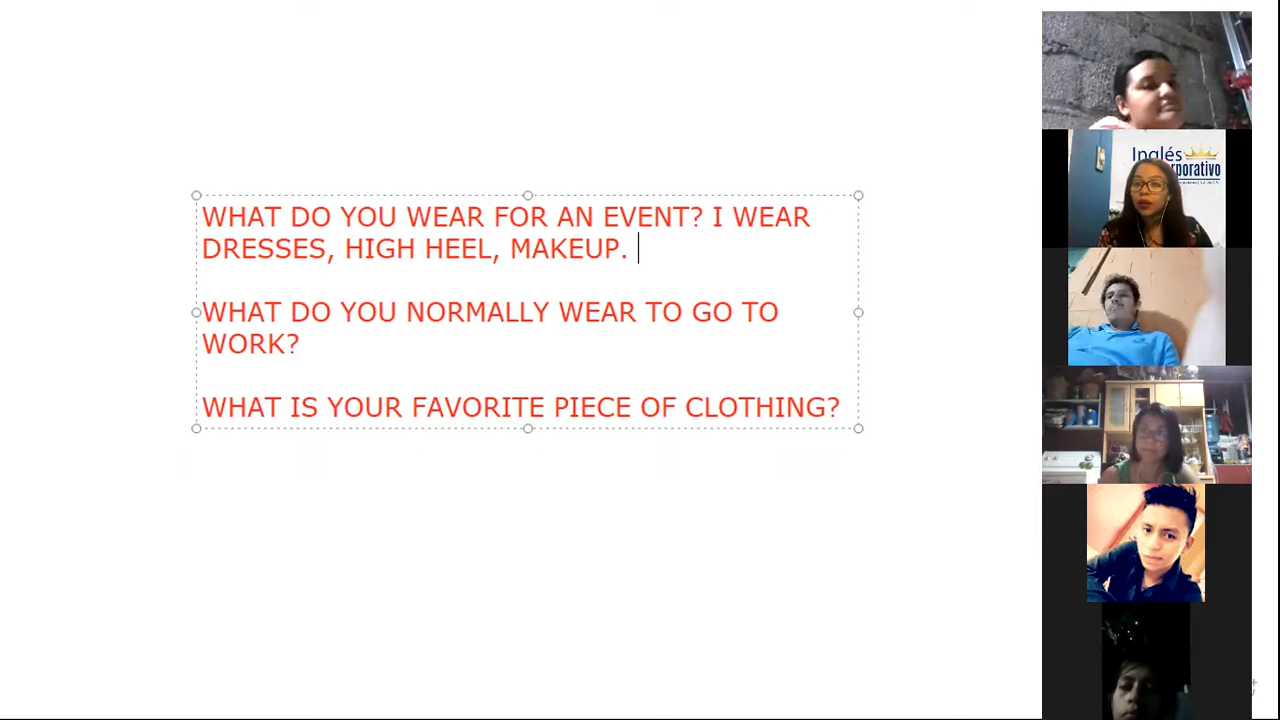 WHAT DO YOU WEAR FOR AN EVENT? I WEAR
DRESSES, HIGH HEEL, MAKEUP.
WHAT DO YOU NORMALLY WEAR TO GO TO
WORK?
WHAT IS YOUR FAVORITE PIECE OF CLOTHING?
Inglés
rporativo